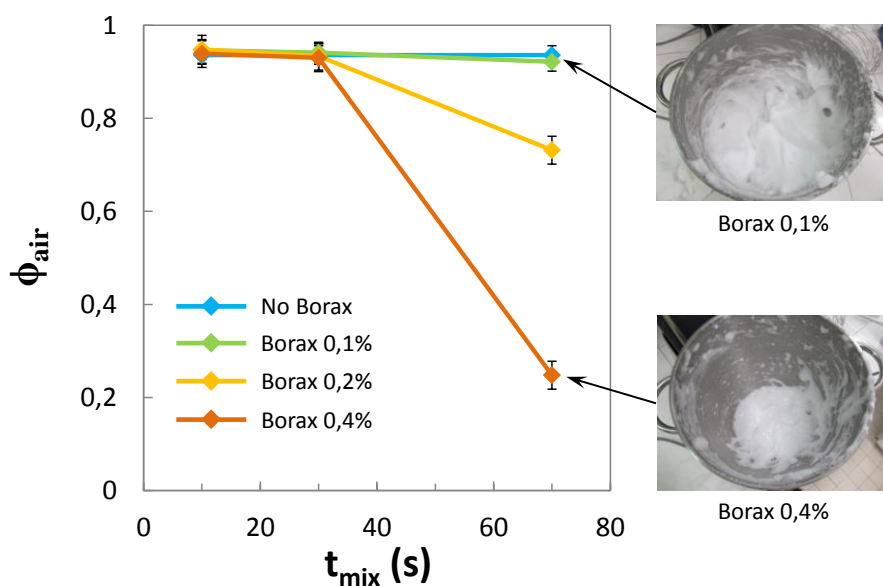 1
0,8
0,6
0,4
0,2
0
0 20 40 60 80
ϕair
tmix (s)
No Borax
Borax 0,1%
Borax 0,2%
Borax 0,4%
Borax 0,1%
Borax 0,4%